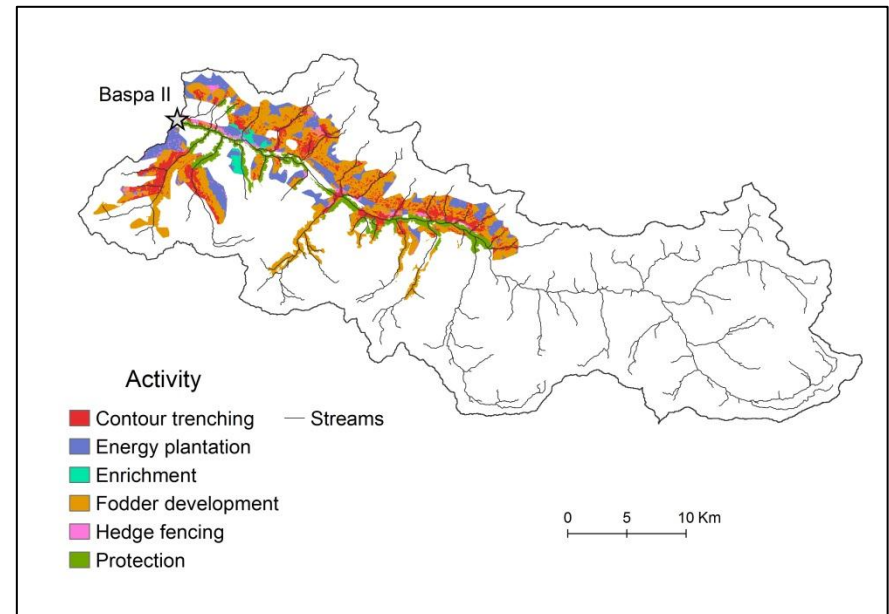 Baspa II
Activity
Contour trenching
Streams
Energy plantation
Enrichment
Fodder development
Hedge fencing
Protection
0 5 10 Km